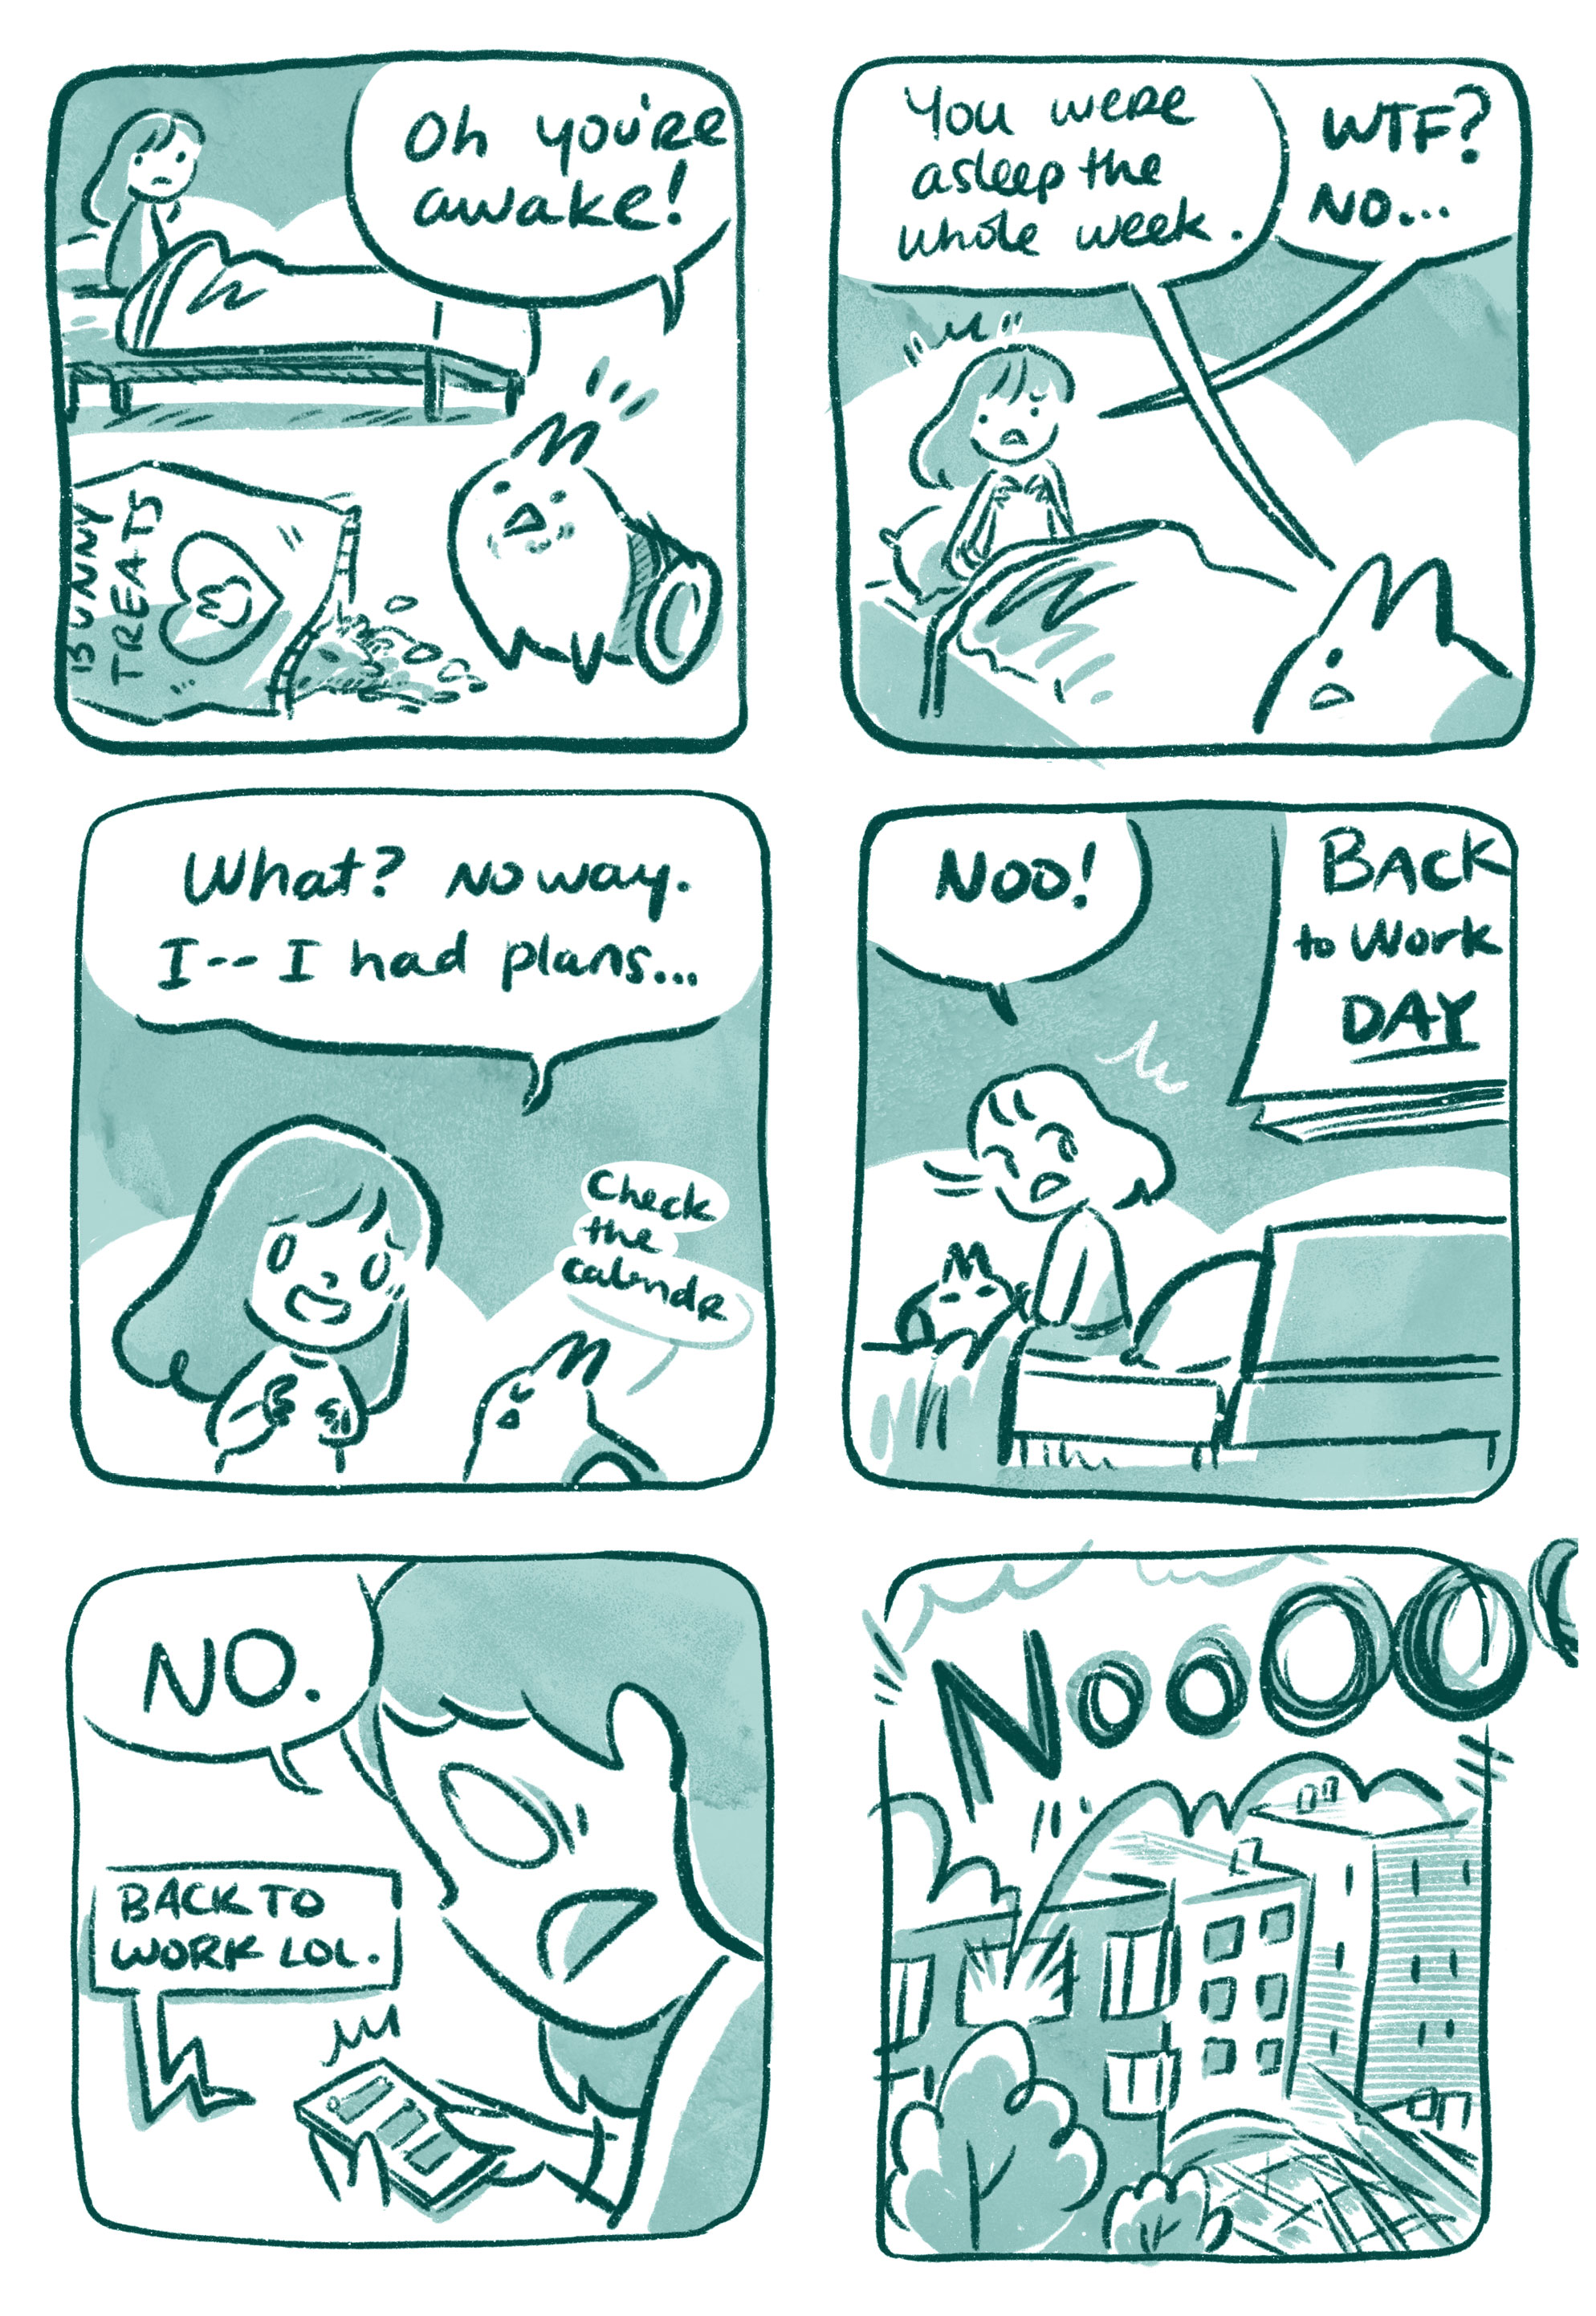 Oh you're
awake!
BUNNY
TREATS
You were
asleep the
whole week.
WTF?
NO...
What? No way.
I-- I had plans...
Check
the
calendr
NOO!
BACK
to Work
DAY
NO.
BACK TO
WORK LOL.
NooOOO